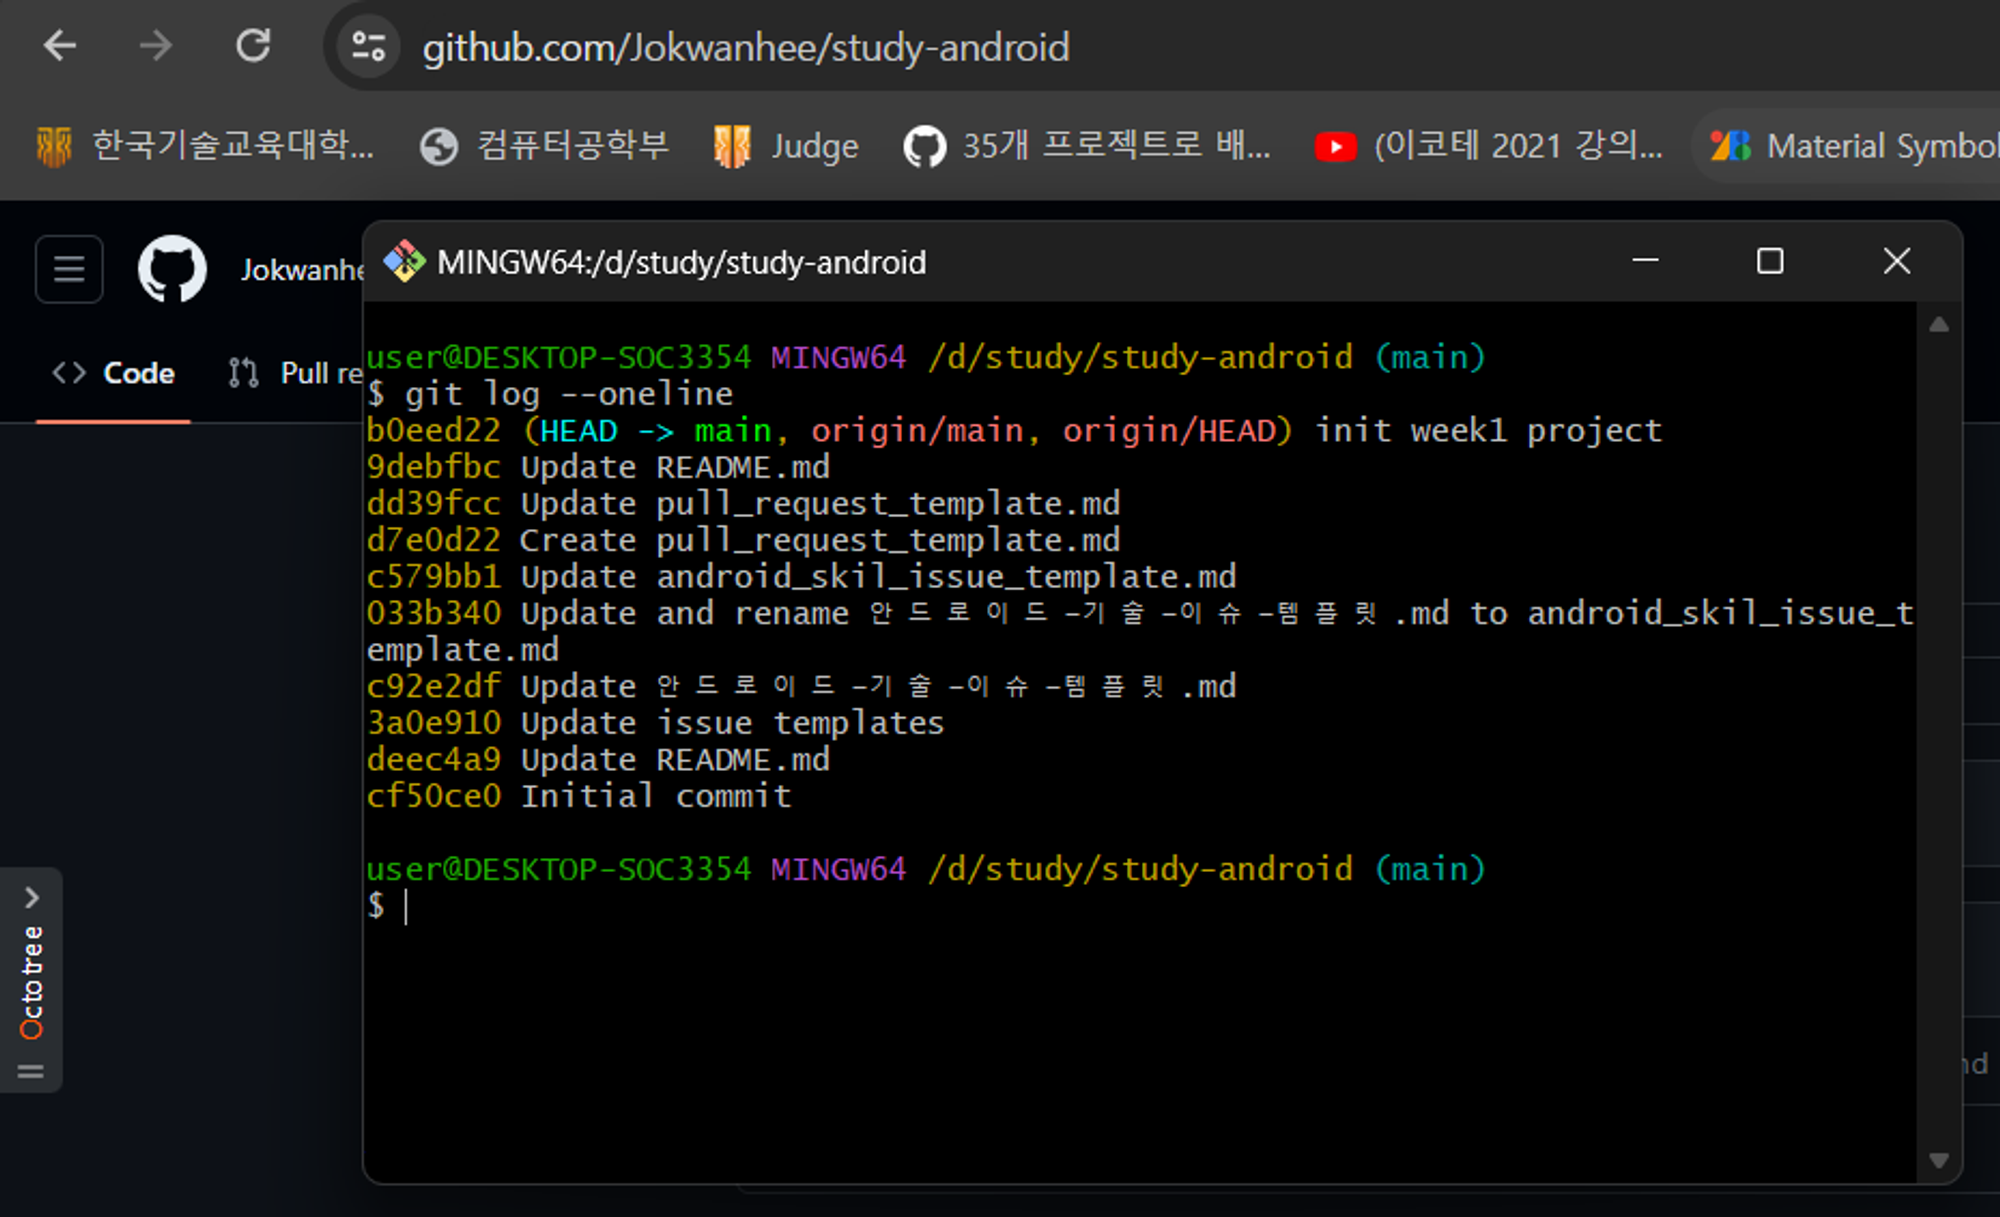 github.com/Jokwanhee/study-android
한국기술교육대학... 컴퓨터공학부 Judge 35개 프로젝트로 배... (이코테 2021 강의... Material Symbol
Jokwanhee
MINGW64:/d/study/study-android
<> Code Pull re
user@DESKTOP-SOC3354 MINGW64 /d/study/study-android (main)
$ git log --oneline
b0eed22 (HEAD -> main, origin/main, origin/HEAD) init week1 project
9debfbc Update README.md
dd39fcc Update pull_request_template.md
d7e0d22 Create pull_request_template.md
c579bb1 Update android_skil_issue_template.md
033b340 Update and rename 안드로이드-기술-이슈-템플릿.md to android_skil_issue_t
emplate.md
c92e2df Update 안드로이드-기술-이슈-템플릿.md
3a0e910 Update issue templates
deec4a9 Update README.md
cf50ce0 Initial commit
user@DESKTOP-SOC3354 MINGW64 /d/study/study-android (main)
$
Octotree